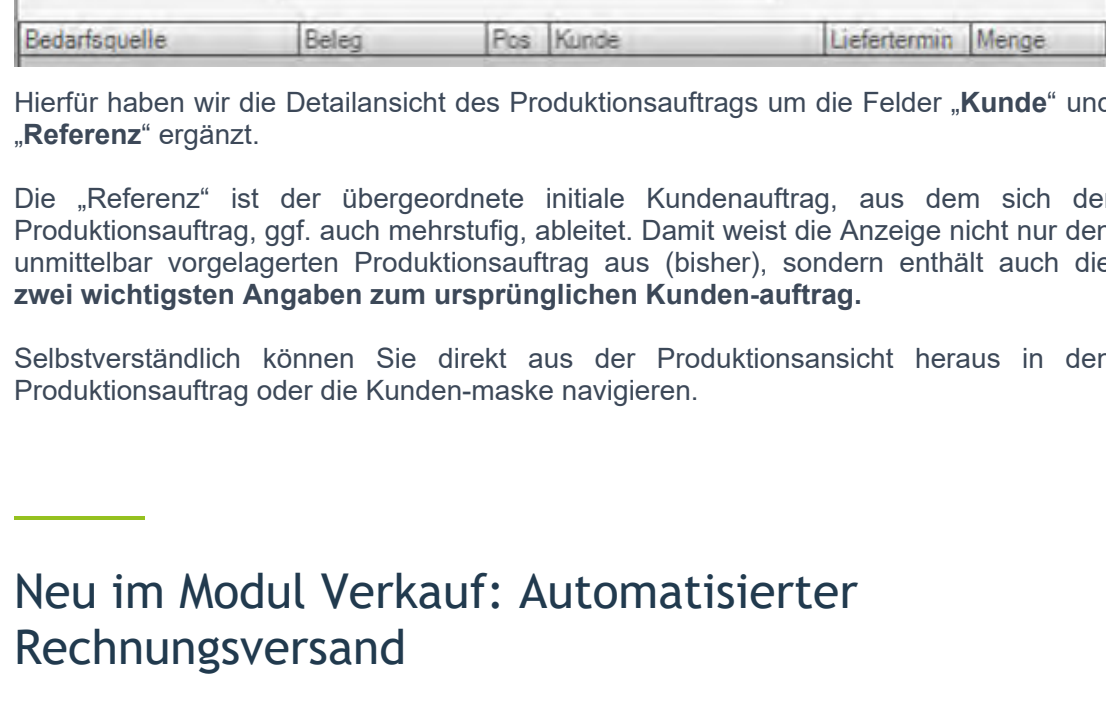 Bedarfsquelle Beleg Pos Kunde Liefertermin Menge
Hierfür haben wir die Detailansicht des Produktionsauftrags um die Felder „Kunde“ und
„Referenz“ ergänzt.
Die „Referenz“ ist der übergeordnete initiale Kundenauftrag, aus dem sich der
Produktionsauftrag, ggf. auch mehrstufig, ableitet. Damit weist die Anzeige nicht nur den
unmittelbar vorgelagerten Produktionsauftrag aus (bisher), sondern enthält auch die
zwei wichtigsten Angaben zum ursprünglichen Kunden-auftrag.
Selbstverständlich können Sie direkt aus der Produktionsansicht heraus in den
Produktionsauftrag oder die Kunden-maske navigieren.
Neu im Modul Verkauf: Automatisierter
Rechnungsversand